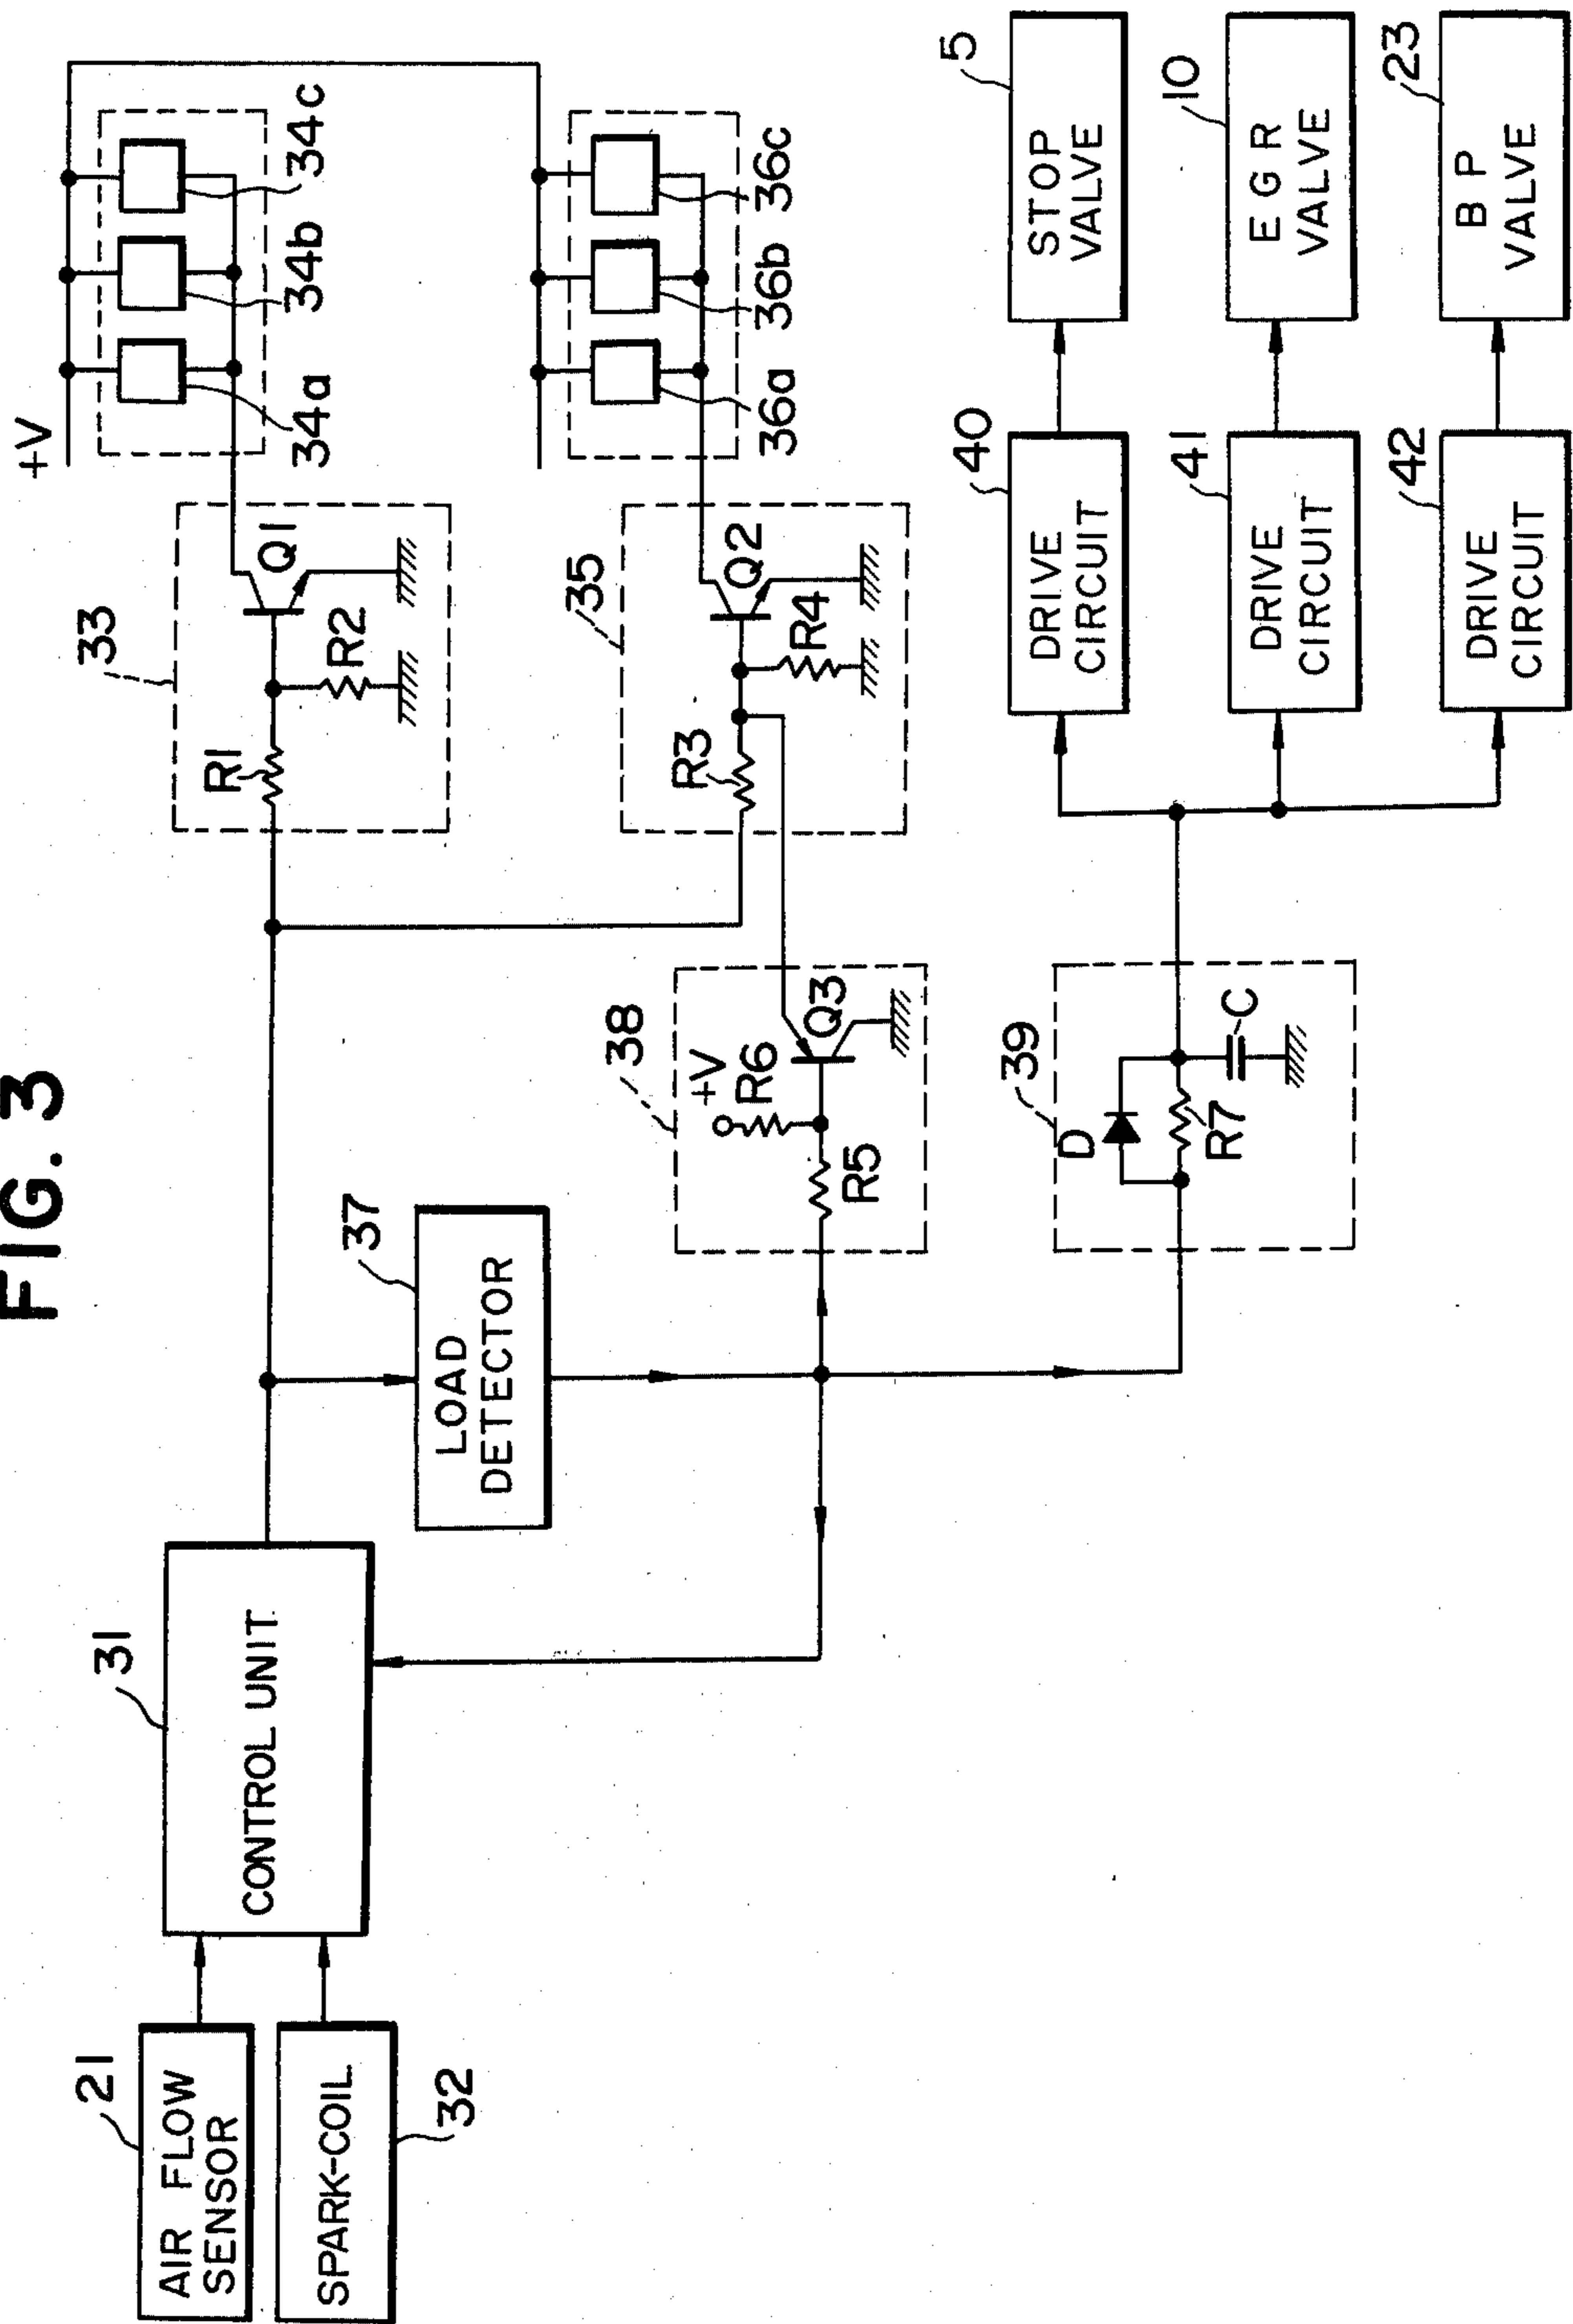 FIG. 3
21
AIR FLOW
SENSOR
SPARK-COIL
32
31
CONTROL UNIT
37
LOAD
DETECTOR
33
R1
R2
Q1
+V
34a
34b
34c
35
R3
R4
Q2
36a
36b
36c
38
+V
R6
R5
Q3
39
D
R7
C
40
DRIVE
CIRCUIT
41
DRIVE
CIRCUIT
42
DRIVE
CIRCUIT
5
STOP
VALVE
10
EGR
VALVE
23
BP
VALVE